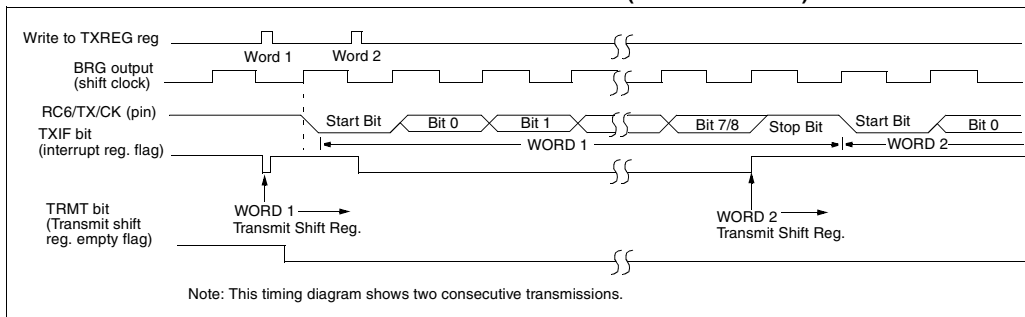 Write to TXREG reg
Word 1
Word 2
BRG output
(shift clock)
RC6/TX/CK (pin)
Start Bit
Bit 0
Bit 1
Bit 7/8
Stop Bit
Start Bit
Bit 0
TXIF bit
(interrupt reg. flag)
WORD 1
WORD 2
TRMT bit
(Transmit shift
reg. empty flag)
WORD 1
Transmit Shift Reg.
WORD 2
Transmit Shift Reg.
Note: This timing diagram shows two consecutive transmissions.